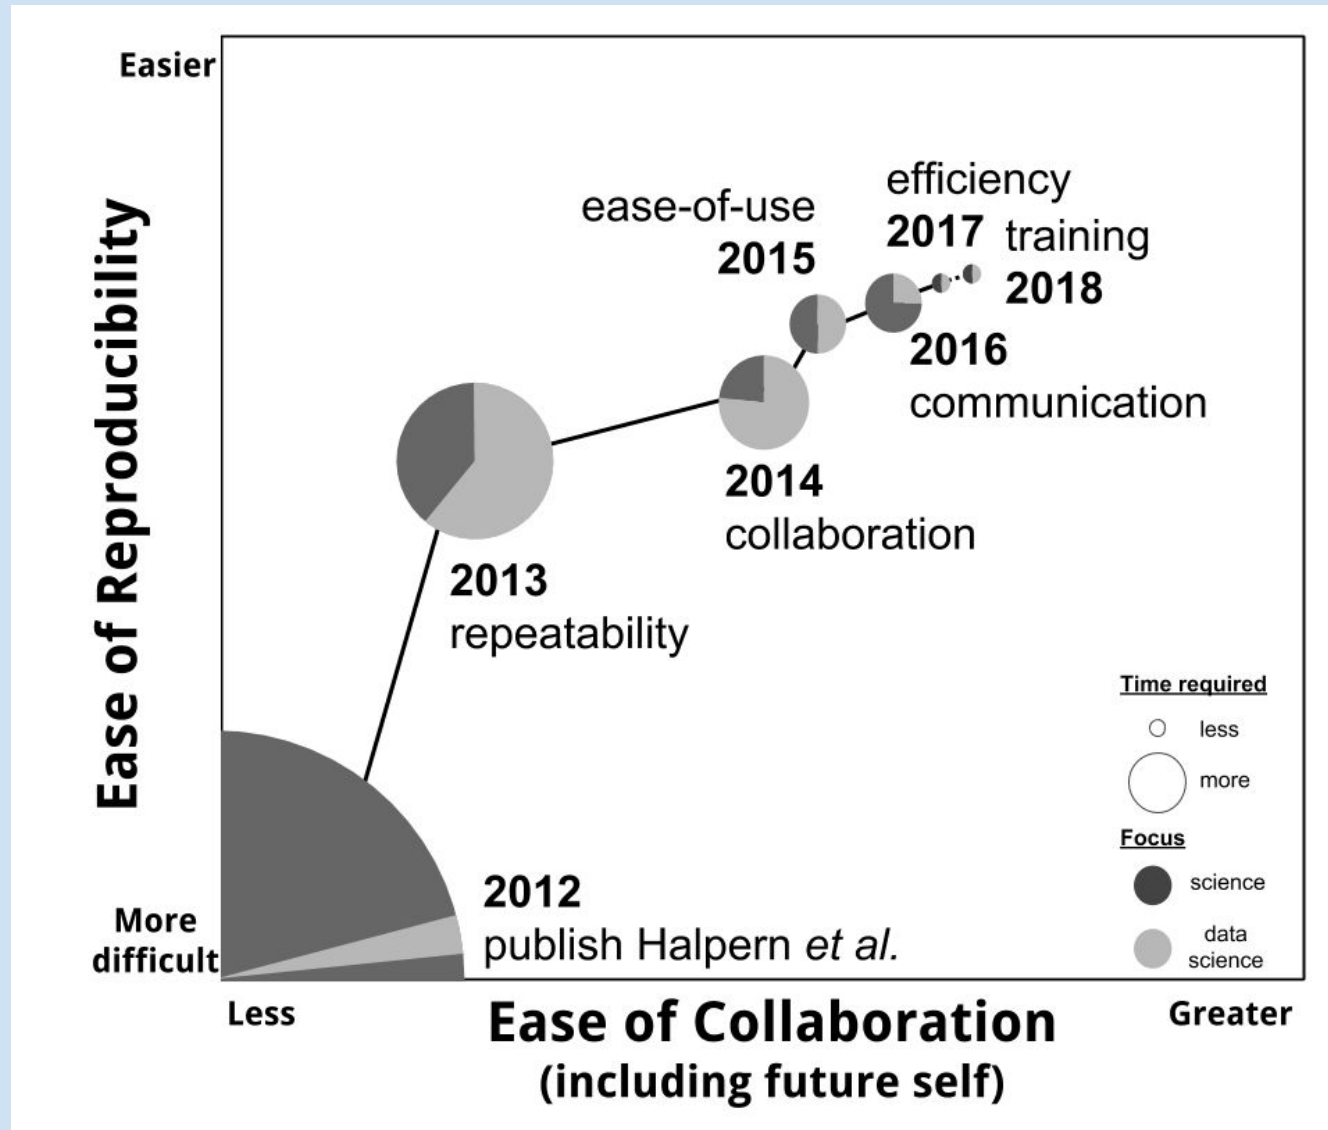 Easier
efficiency
ease-of-use
2017 training
2015
2018
2016
communication
2014
collaboration
2013
repeatability
Ease of Reproducibility
Time required
less
more
Focus
science
data
science
2012
publish Halpern et al.
More
difficult
Less
Greater
Ease of Collaboration
(including future self)